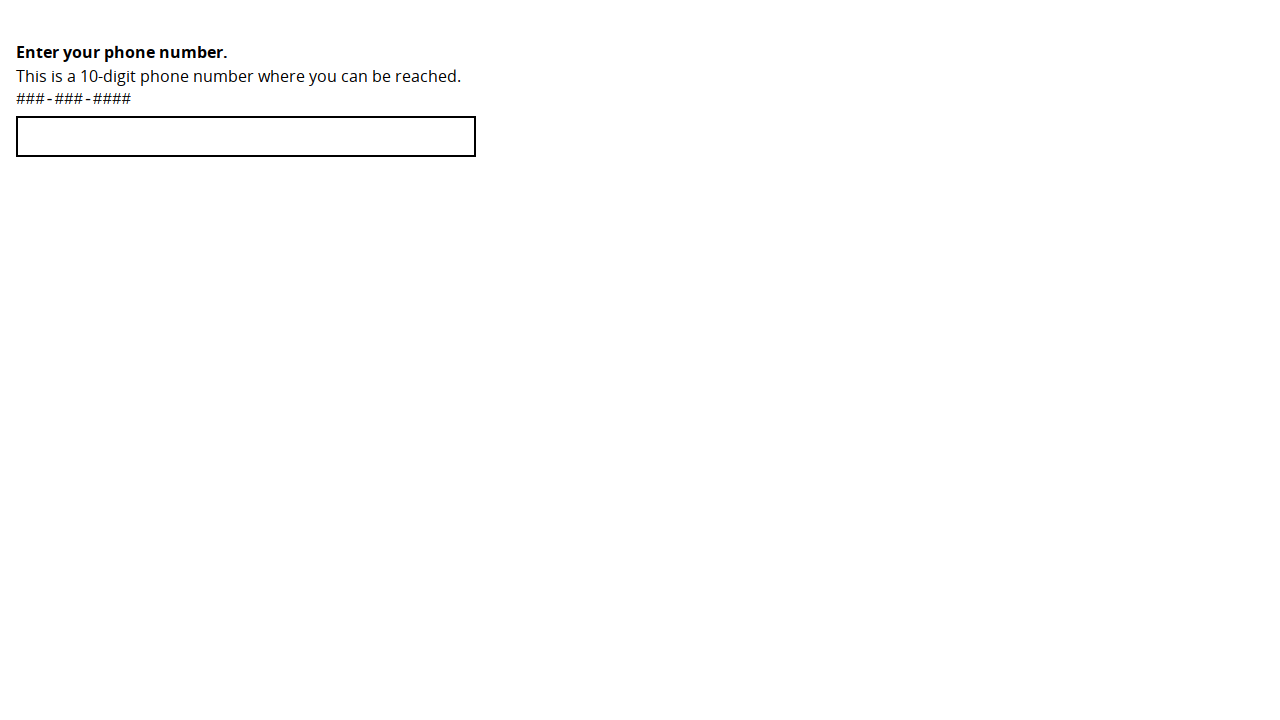 Enter your phone number.
This is a 10-digit phone number where you can be reached.
###-###-####